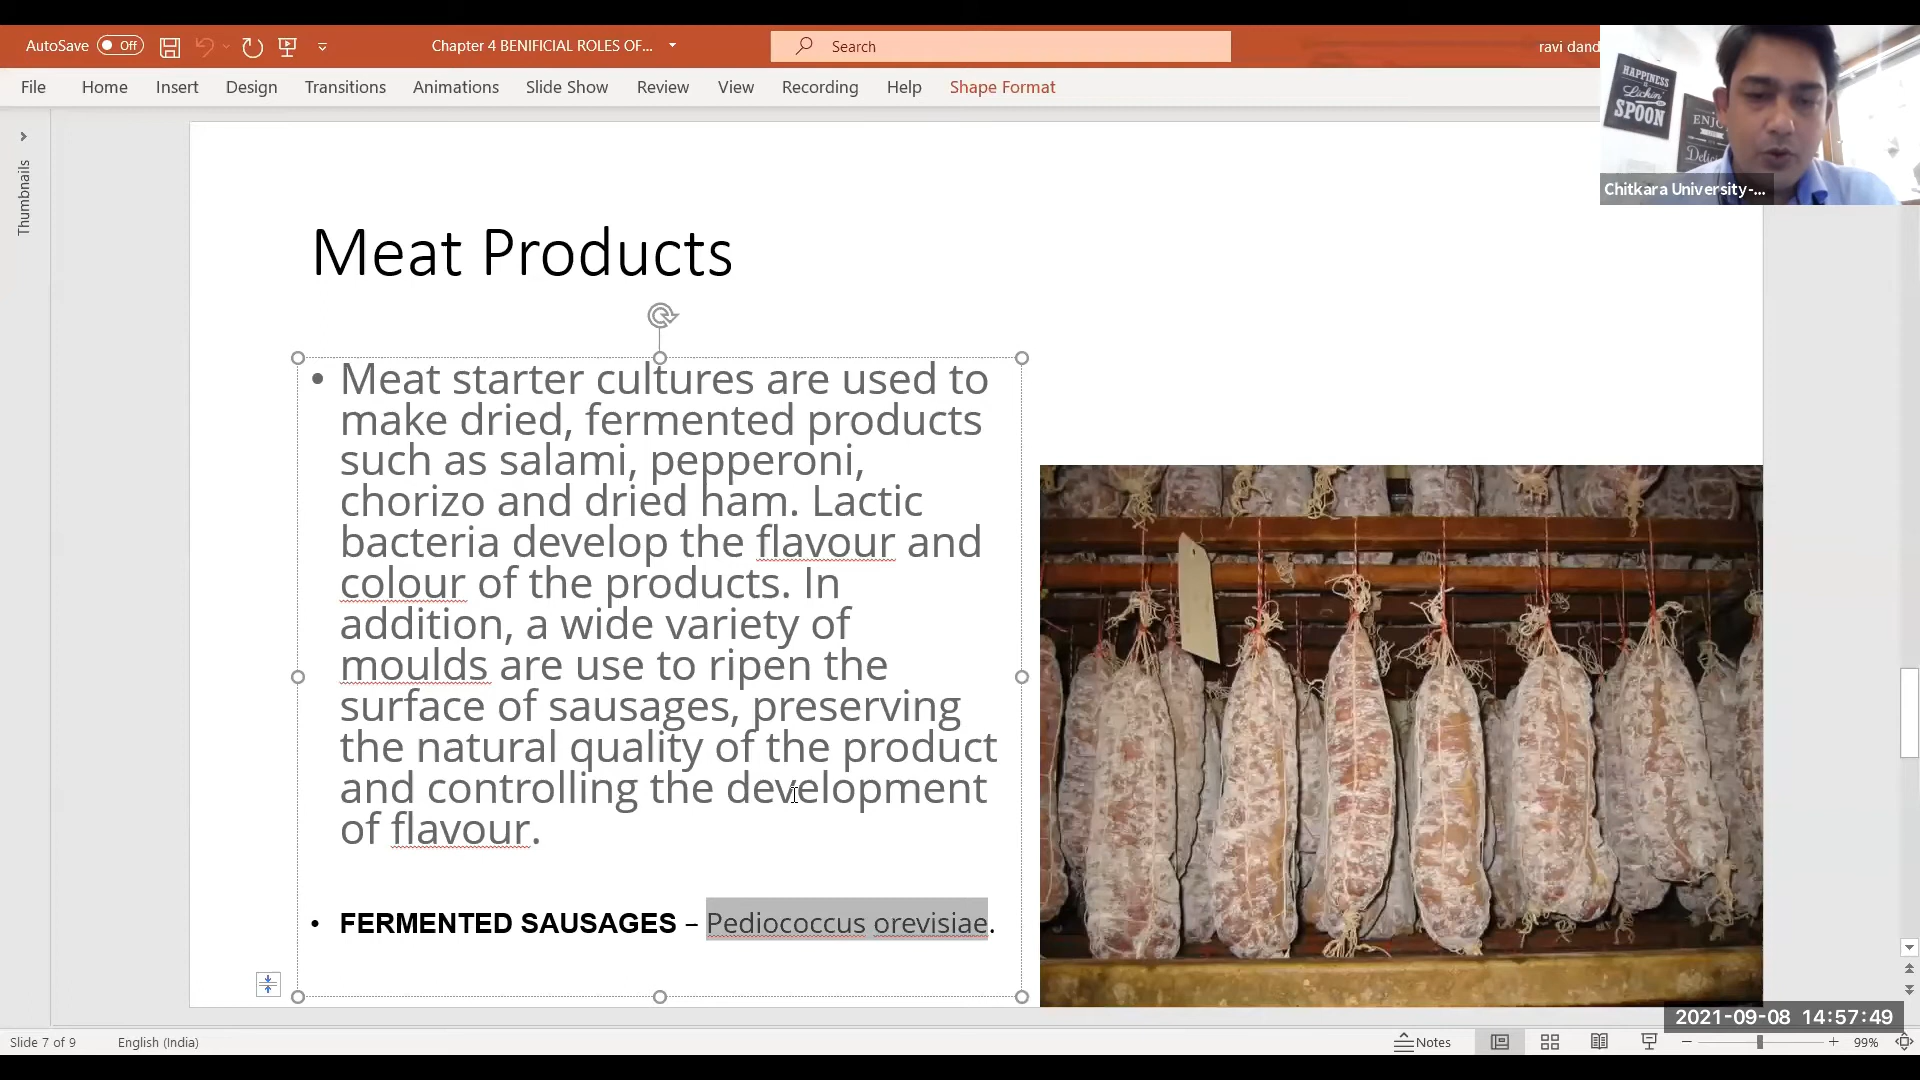 AutoSave Off Chapter 4 BENIFICIAL ROLES OF... Search ravi dand
File Home Insert Design Transitions Animations Slide Show Review View Recording Help Shape Format
HAPPINESS
Lickin'
SPOON
ENJOY
Chitkara University-...
Thumbnails
Meat Products
• Meat starter cultures are used to
make dried, fermented products
such as salami, pepperoni,
chorizo and dried ham. Lactic
bacteria develop the flavour and
colour of the products. In
addition, a wide variety of
moulds are use to ripen the
surface of sausages, preserving
the natural quality of the product
and controlling the development
of flavour.
• FERMENTED SAUSAGES – Pediococcus orevisiae.
2021-09-08 14:57:49
Slide 7 of 9 English (India) Notes 99%